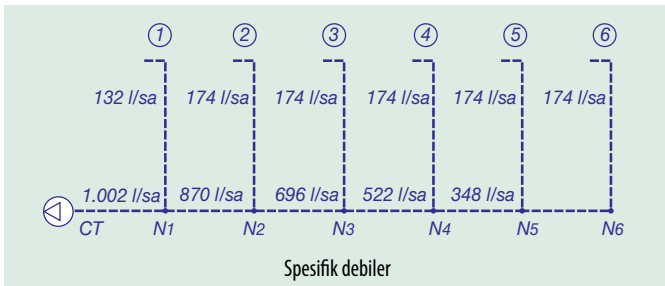 1 2 3 4 5 6
132 l/sa 174 l/sa 174 l/sa 174 l/sa 174 l/sa 174 l/sa
1.002 l/sa 870 l/sa 696 l/sa 522 l/sa 348 l/sa
CT N1 N2 N3 N4 N5 N6
Spesifik debiler